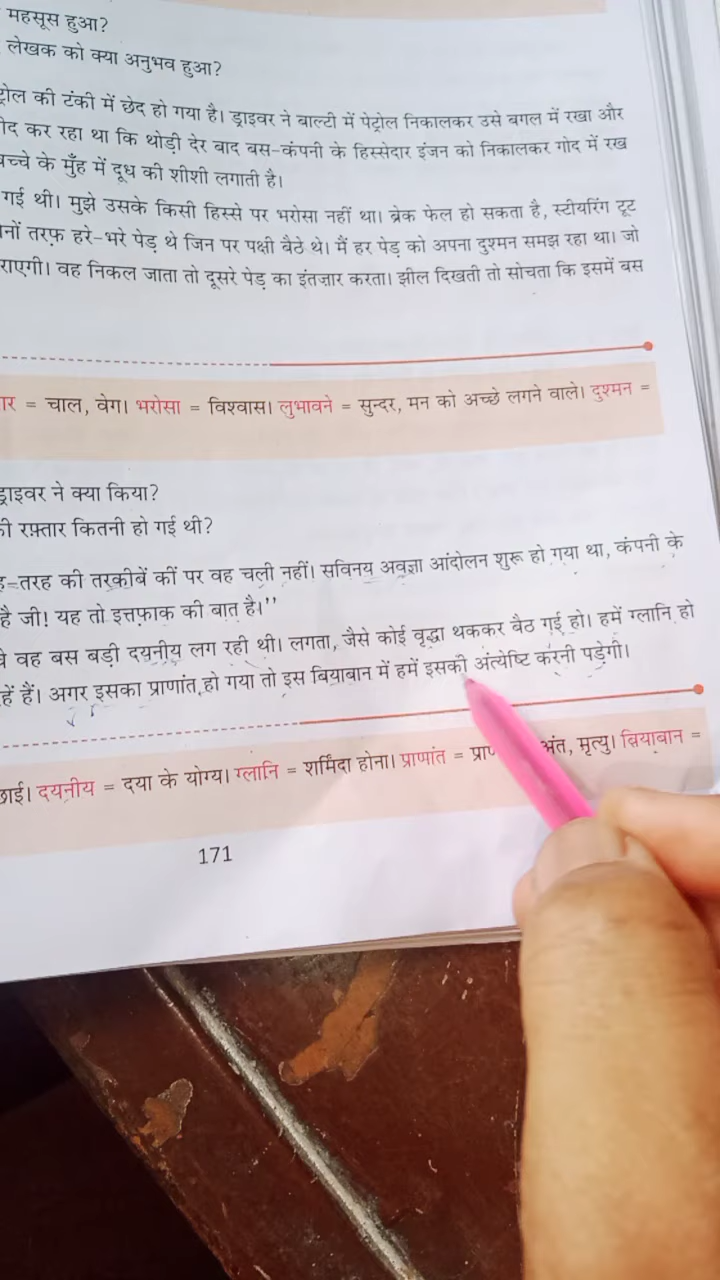 महसूस हुआ?
लेखक को क्या अनुभव हुआ?
ट्रोल की टंकी में छेद हो गया है। ड्राइवर ने बाल्टी में पेट्रोल निकालकर उसे बगल में रखा और
कर रहा था कि थोड़ी देर बाद बस-कंपनी के हिस्सेदार इंजन को निकालकर गोद में रख
बच्चे के मुँह में दूध की शीशी लगाती है।
गई थी। मुझे उसके किसी हिस्से पर भरोसा नहीं था। ब्रेक फेल हो सकता है, स्टीयरिंग टूट
नों तरफ़ हरे-भरे पेड़ थे जिन पर पक्षी बैठे थे। मैं हर पेड़ को अपना दुश्मन समझ रहा था। जो
राएगी। वह निकल जाता तो दूसरे पेड़ का इंतज़ार करता। झील दिखती तो सोचता कि इसमें बस
= चाल, वेग। भरोसा = विश्वास। लुभावने = सुन्दर, मन को अच्छे लगने वाले। दुश्मन =
ड्राइवर ने क्या किया?
की रफ़्तार कितनी हो गई थी?
ह-तरह की तरकीबें कीं पर वह चली नहीं। सविनय अवज्ञा आंदोलन शुरू हो गया था, कंपनी के
है जी! यह तो इत्तफ़ाक की बात है।"
वह बस बड़ी दयनीय लग रही थी। लगता, जैसे कोई वृद्धा थककर बैठ गई हो। हमें ग्लानि हो
हें हैं। अगर इसका प्राणांत हो गया तो इस बियाबान में हमें इसकी अंत्येष्टि करनी पड़ेगी।
दयनीय = दया के योग्य। ग्लानि = शर्मिंदा होना। प्राणांत = अंत, मृत्यु। बियाबान =
171